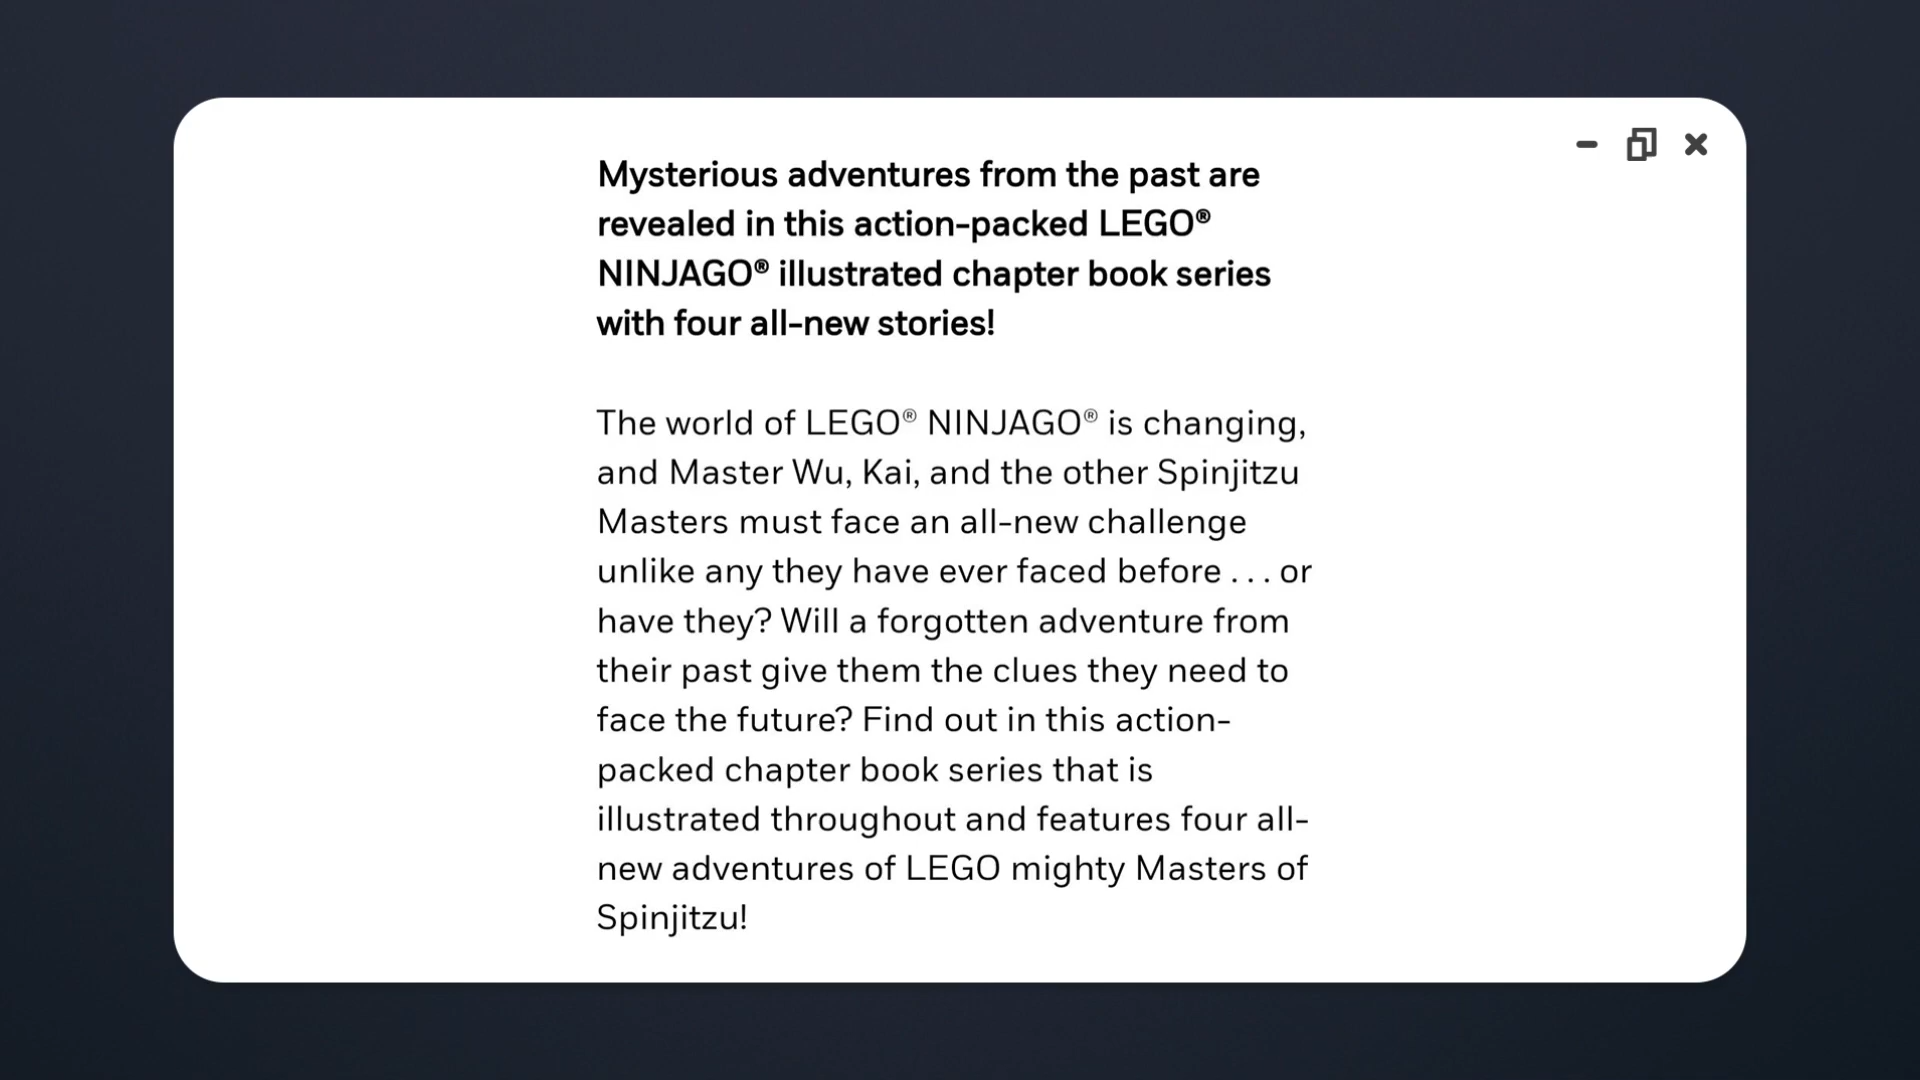 Mysterious adventures from the past are
revealed in this action-packed LEGO®
NINJAGO® illustrated chapter book series
with four all-new stories!
The world of LEGO® NINJAGO® is changing,
and Master Wu, Kai, and the other Spinjitzu
Masters must face an all-new challenge
unlike any they have ever faced before . . . or
have they? Will a forgotten adventure from
their past give them the clues they need to
face the future? Find out in this action-
packed chapter book series that is
illustrated throughout and features four all-
new adventures of LEGO mighty Masters of
Spinjitzu!